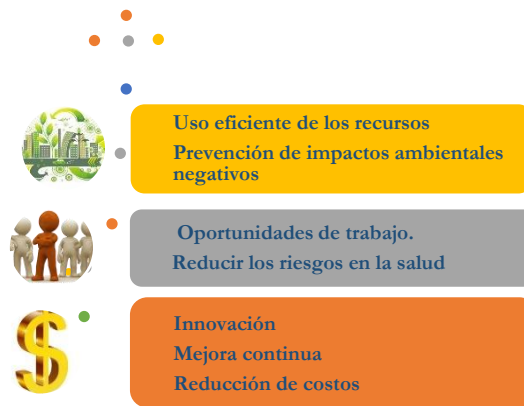 Uso eficiente de los recursos
Prevención de impactos ambientales
negativos
Oportunidades de trabajo.
Reducir los riesgos en la salud
Innovación
Mejora continua
Reducción de costos